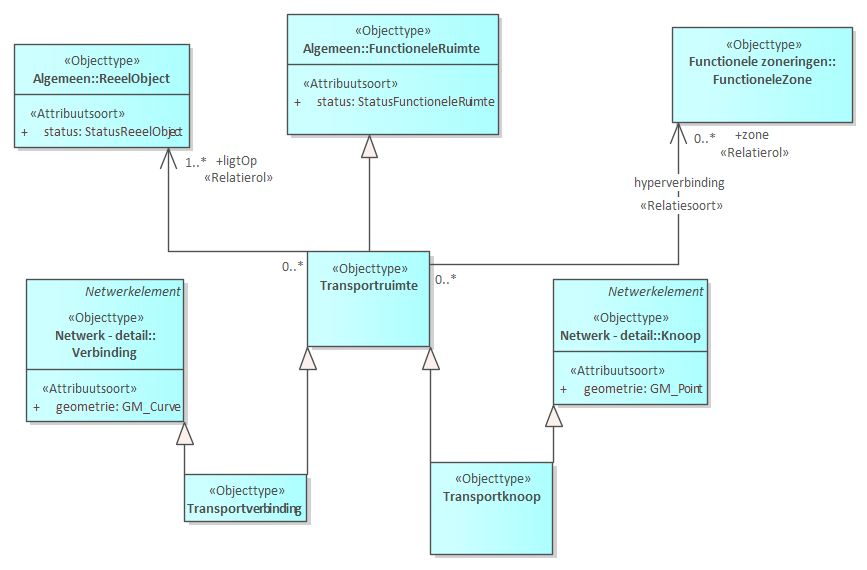 «Objecttype»
Algemeen::ReeelObject
«Attribuutsoort»
+ status: StatusReeelObject
«Objecttype»
Algemeen::FunctioneleRuimte
«Attribuutsoort»
+ status: StatusFunctioneleRuimte
«Objecttype»
Functionele zoneringen::
FunctioneleZone
1..* +ligtOp
«Relatierol»
0..* +zone
«Relatierol»
hyperverbinding
«Relatiesoort»
0..*
0..*
«Objecttype»
Transportruimte
Netwerkelement
«Objecttype»
Netwerk - detail::
Verbinding
«Attribuutsoort»
+ geometrie: GM_Curve
Netwerkelement
«Objecttype»
Netwerk - detail::Knoop
«Attribuutsoort»
+ geometrie: GM_Point
«Objecttype»
Transportverbinding
«Objecttype»
Transportknoop